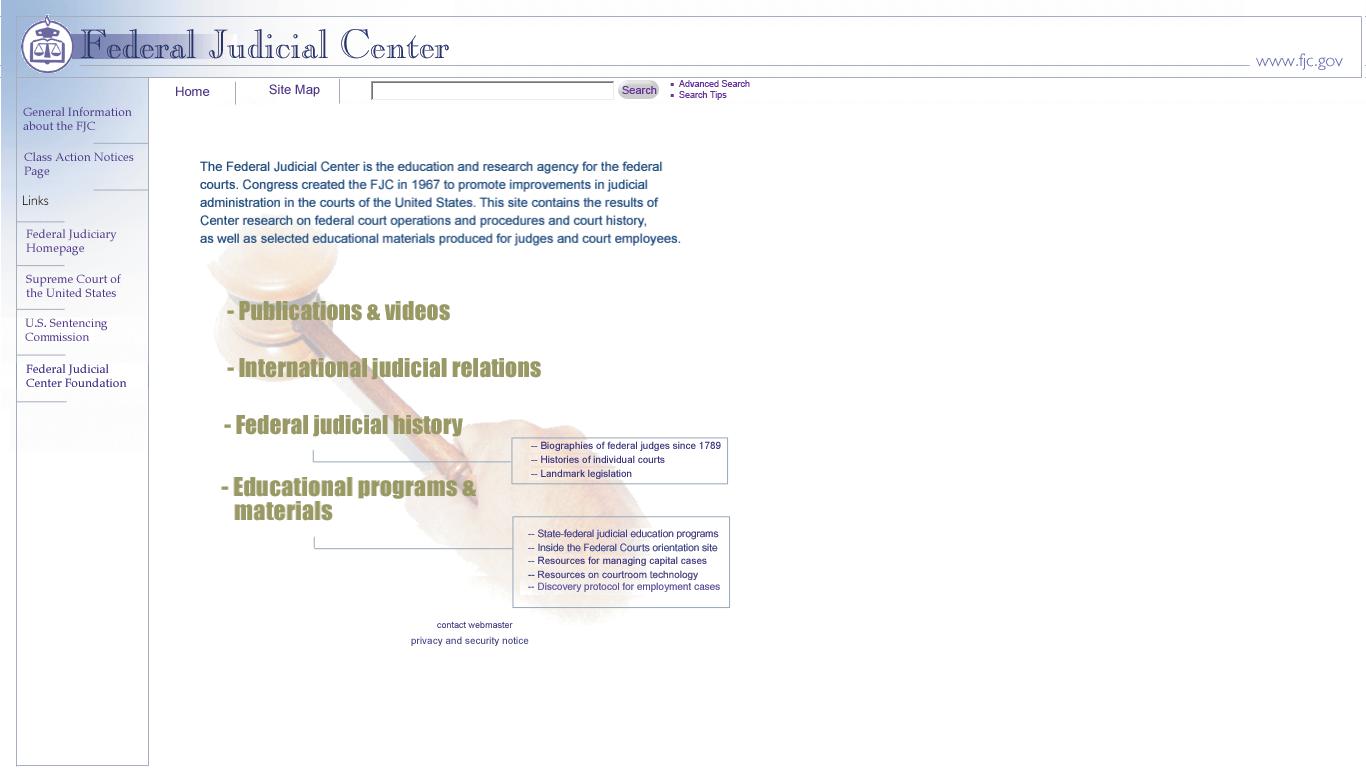 Federal Judicial Center
www.fjc.gov
Home
Site Map
Search
Advanced Search
Search Tips
General Information
about the FJC
Class Action Notices
Page
Links
Federal Judiciary
Homepage
Supreme Court of
the United States
U.S. Sentencing
Commission
Federal Judicial
Center Foundation
The Federal Judicial Center is the education and research agency for the federal
courts. Congress created the FJC in 1967 to promote improvements in judicial
administration in the courts of the United States. This site contains the results of
Center research on federal court operations and procedures and court history,
as well as selected educational materials produced for judges and court employees.
- Publications & videos
- International judicial relations
- Federal judicial history
-- Biographies of federal judges since 1789
-- Histories of individual courts
-- Landmark legislation
- Educational programs &
materials
-- State-federal judicial education programs
-- Inside the Federal Courts orientation site
-- Resources for managing capital cases
-- Resources on courtroom technology
-- Discovery protocol for employment cases
contact webmaster
privacy and security notice